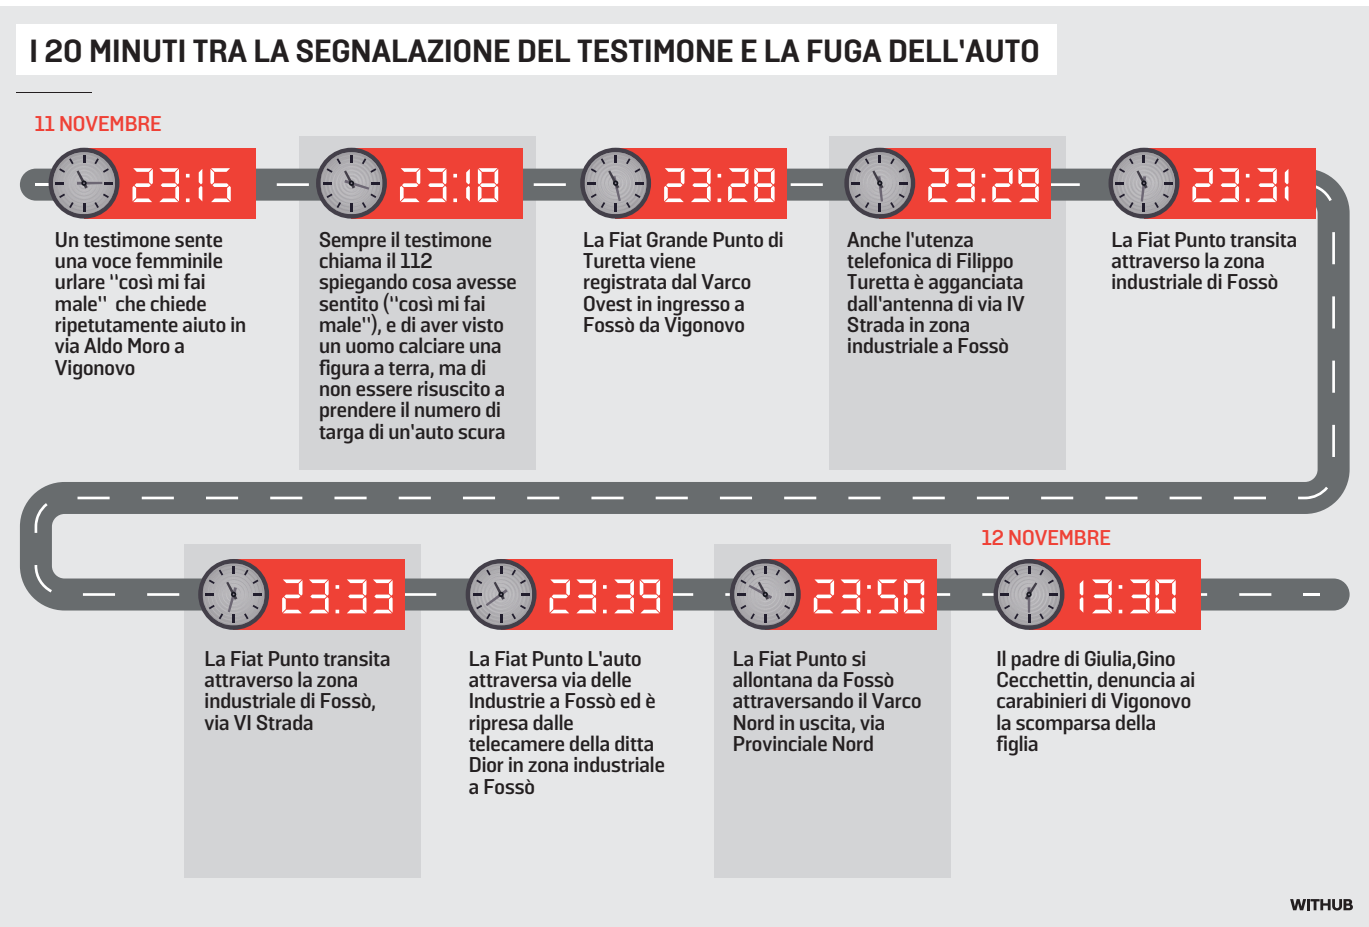 I 20 MINUTI TRA LA SEGNALAZIONE DEL TESTIMONE E LA FUGA DELL'AUTO
11 NOVEMBRE
23:15
Un testimone sente
una voce femminile
urlare "così mi fai
male" che chiede
ripetutamente aiuto in
via Aldo Moro a
Vigonovo
23:18
Sempre il testimone
chiama il 112
spiegando cosa avesse
sentito ("così mi fai
male"), e di aver visto
un uomo calciare una
figura a terra, ma di
non essere risuscito a
prendere il numero di
targa di un'auto scura
23:28
La Fiat Grande Punto di
Turetta viene
registrata dal Varco
Ovest in ingresso a
Fossò da Vigonovo
23:29
Anche l'utenza
telefonica di Filippo
Turetta è agganciata
dall'antenna di via IV
Strada in zona
industriale a Fossò
23:31
La Fiat Punto transita
attraverso la zona
industriale di Fossò
23:33
La Fiat Punto transita
attraverso la zona
industriale di Fossò,
via VI Strada
23:39
La Fiat Punto L'auto
attraversa via delle
Industrie a Fossò ed è
ripresa dalle
telecamere della ditta
Dior in zona industriale
a Fossò
23:50
La Fiat Punto si
allontana da Fossò
attraversando il Varco
Nord in uscita, via
Provinciale Nord
12 NOVEMBRE
13:30
Il padre di Giulia,Gino
Cecchettin, denuncia ai
carabinieri di Vigonovo
la scomparsa della
figlia
WITHUB